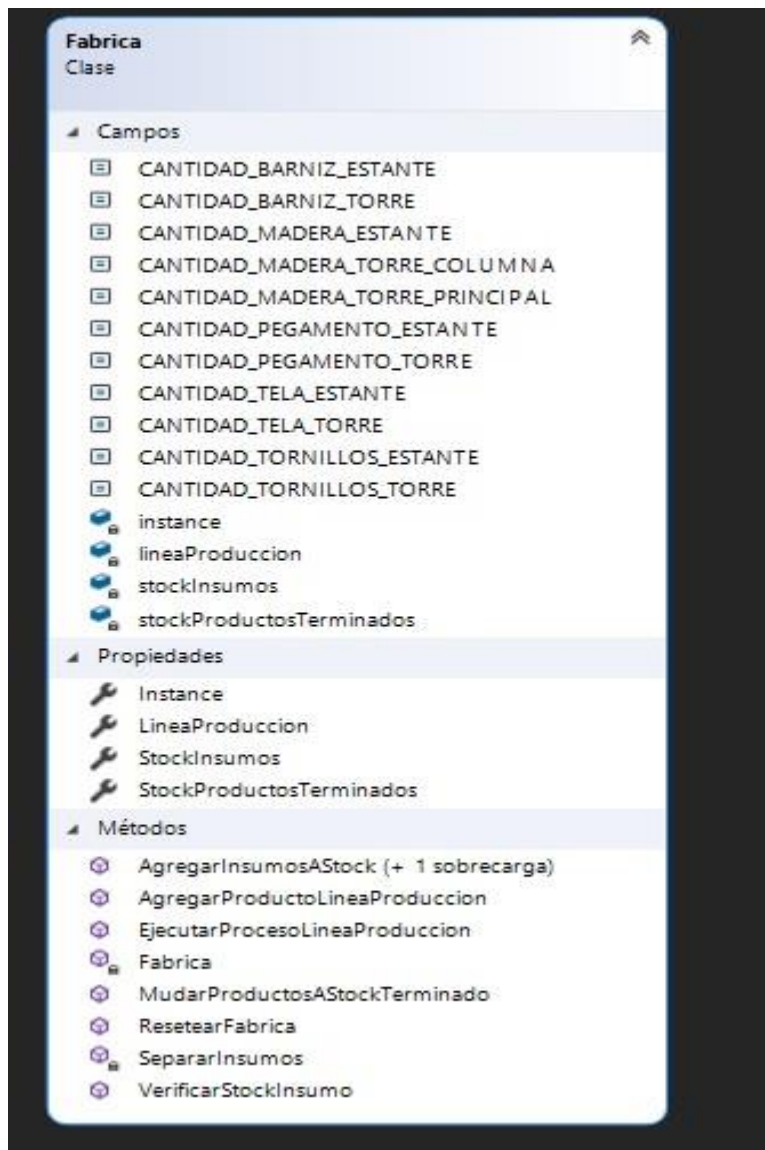 Fabrica
Clase
Campos
CANTIDAD_BARNIZ_ESTANTE
CANTIDAD_BARNIZ_TORRE
CANTIDAD_MADERA_ESTANTE
CANTIDAD_MADERA_TORRE_COLUMNA
CANTIDAD_MADERA_TORRE_PRINCIPAL
CANTIDAD_PEGAMENTO_ESTANTE
CANTIDAD_PEGAMENTO_TORRE
CANTIDAD_TELA_ESTANTE
CANTIDAD_TELA_TORRE
CANTIDAD_TORNILLOS_ESTANTE
CANTIDAD_TORNILLOS_TORRE
instance
lineaProduccion
stockInsumos
stockProductosTerminados
Propiedades
Instance
LineaProduccion
StockInsumos
StockProductosTerminados
Métodos
AgregarInsumosAStock (+ 1 sobrecarga)
AgregarProductoLineaProduccion
EjecutarProcesoLineaProduccion
Fabrica
MudarProductosAStockTerminado
ResetearFabrica
SepararInsumos
VerificarStockInsumo